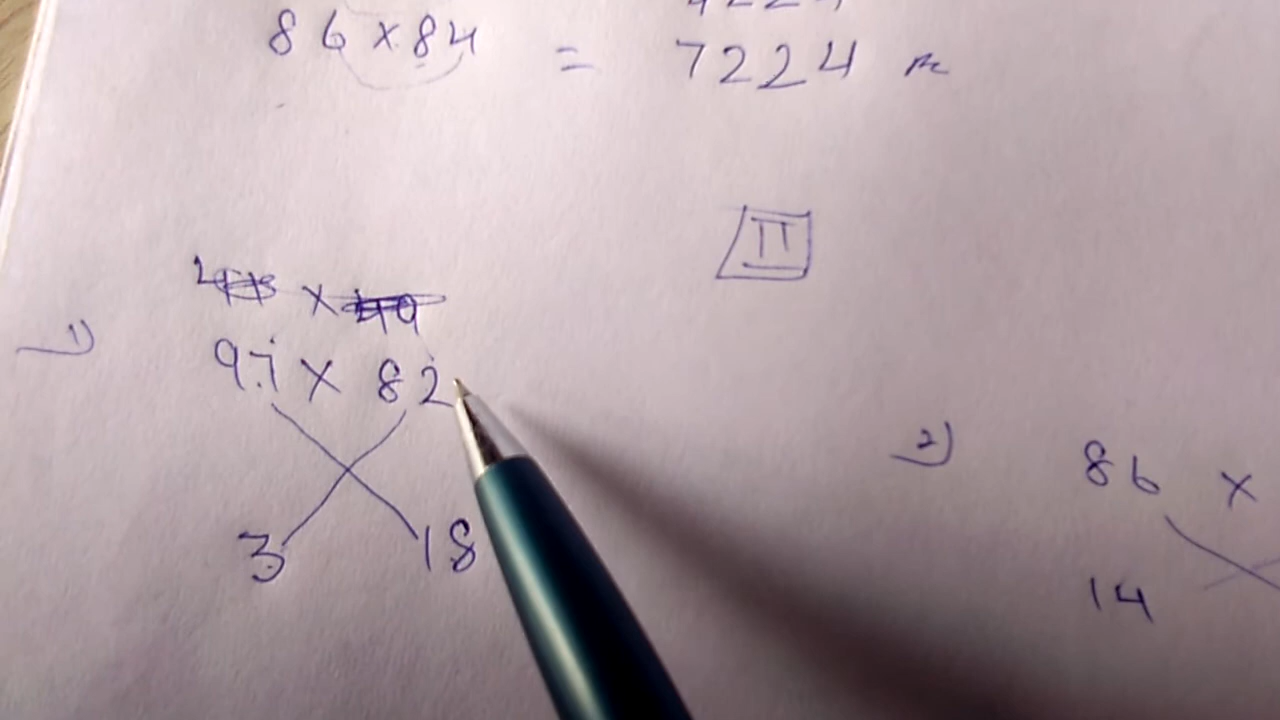 86 × 84 = 7224
II
1) 97 × 82
3 18
2) 86 ×
14